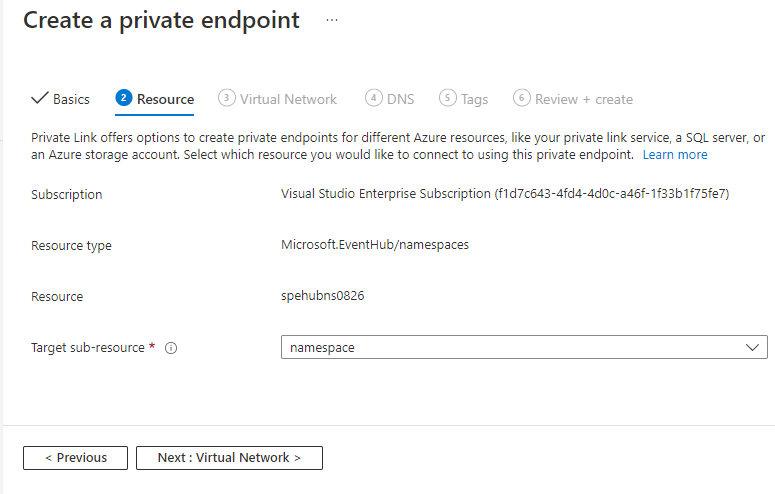 Create a private endpoint ...
Basics 2 Resource 3 Virtual Network 4 DNS 5 Tags 6 Review + create
Private Link offers options to create private endpoints for different Azure resources, like your private link service, a SQL server, or
an Azure storage account. Select which resource you would like to connect to using this private endpoint. Learn more
Subscription Visual Studio Enterprise Subscription (f1d7c643-4fd4-4d0c-a46f-1f33b1f75fe7)
Resource type Microsoft.EventHub/namespaces
Resource spehubns0826
Target sub-resource * namespace
< Previous Next : Virtual Network >